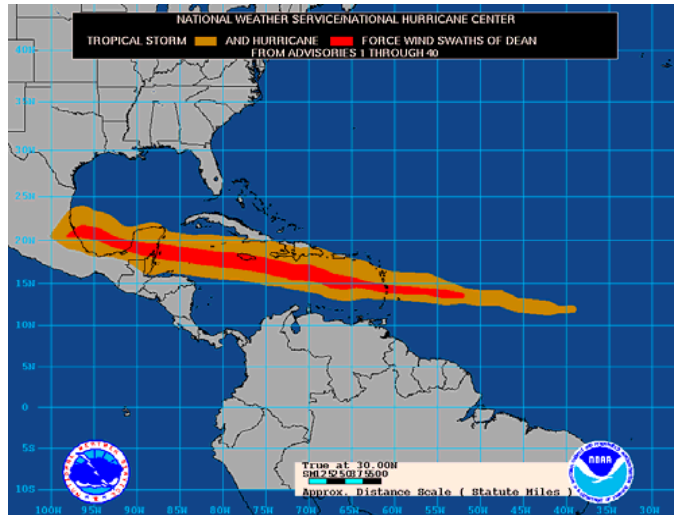 NATIONAL WEATHER SERVICE/NATIONAL HURRICANE CENTER
TROPICAL STORM AND HURRICANE FORCE WIND SWATHS OF DEAN
FROM ADVISORIES 1 THROUGH 40
40N
35N
30N
25N
20N
15N
10N
5N
0
5S
10S
True at 30.00N
SM125250375500
Approx. Distance Scale ( Statute Miles )
NOAA
100W 95W 90W 85W 80W 75W 70W 65W 60W 55W 50W 45W 40W 35W 30W